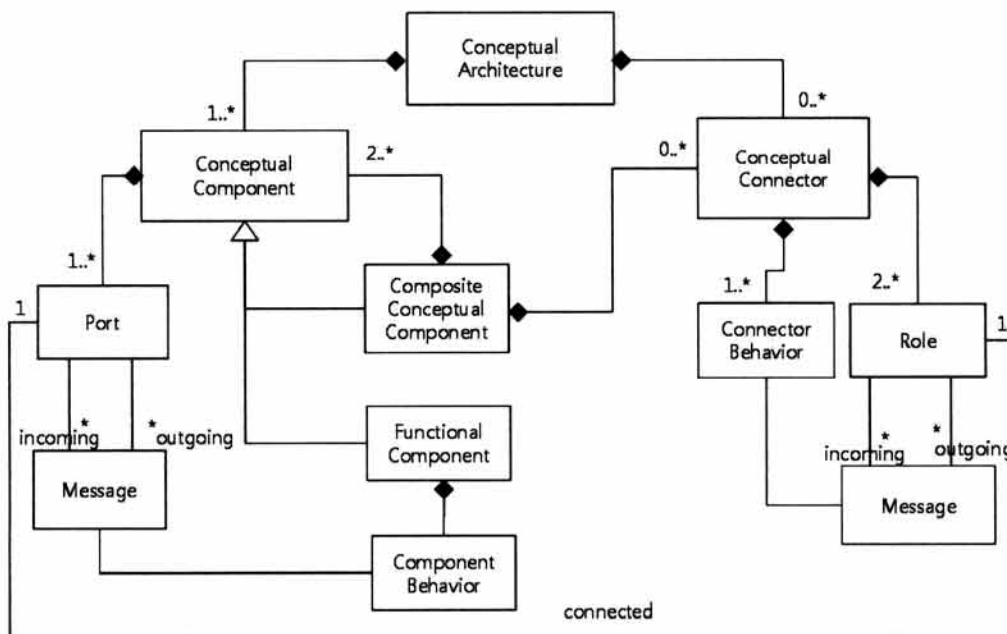 Conceptual
Architecture
1..*
0..*
Conceptual
Component
2..*
0..*
Conceptual
Connector
1..*
Composite
Conceptual
Component
1..*
2..*
1
Port
Connector
Behavior
Role
1
incoming
*
*
outgoing
Functional
Component
incoming
*
*
outgoing
Message
Message
Component
Behavior
connected